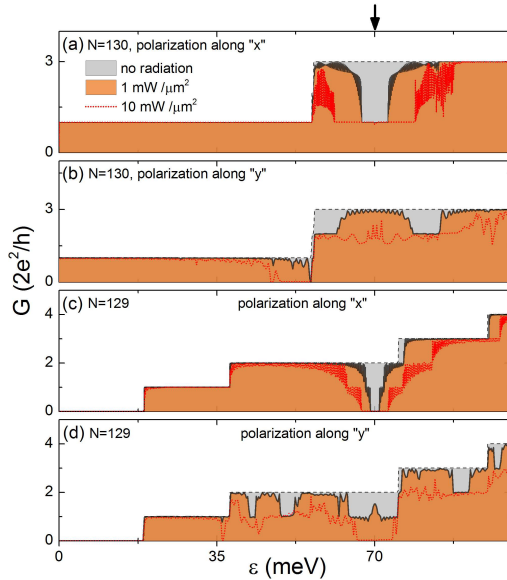 (a) N=130, polarization along "x"
3
no radiation
1 mW /μm²
10 mW /μm²
0
(b) N=130, polarization along "y"
3
0
G (2e²/h)
(c) N=129 polarization along "x"
4
2
0
(d) N=129 polarization along "y"
4
2
0
0 35 70
ε (meV)